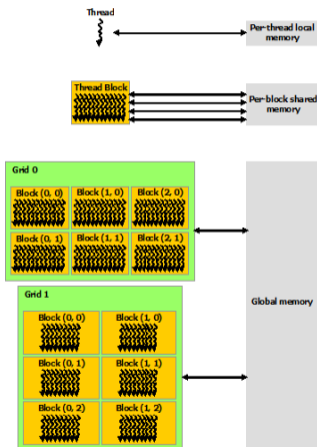 Thread
Per-thread local
memory
Thread Block
Per-block shared
memory
Grid 0
Block (0, 0) Block (1, 0) Block (2, 0)
Block (0, 1) Block (1, 1) Block (2, 1)
Global memory
Grid 1
Block (0, 0) Block (1, 0)
Block (0, 1) Block (1, 1)
Block (0, 2) Block (1, 2)